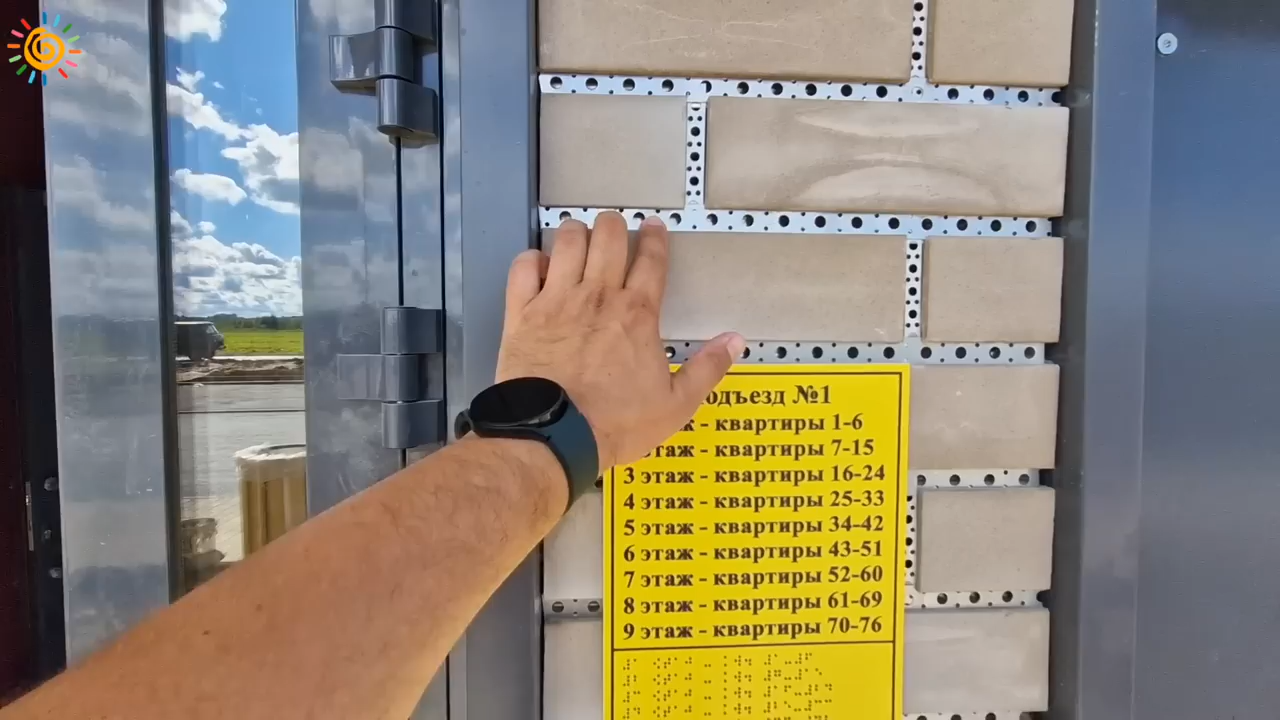 одъезд №1
ж - квартиры 1-6
этаж - квартиры 7-15
3 этаж - квартиры 16-24
4 этаж - квартиры 25-33
5 этаж - квартиры 34-42
6 этаж - квартиры 43-51
7 этаж - квартиры 52-60
8 этаж - квартиры 61-69
9 этаж - квартиры 70-76